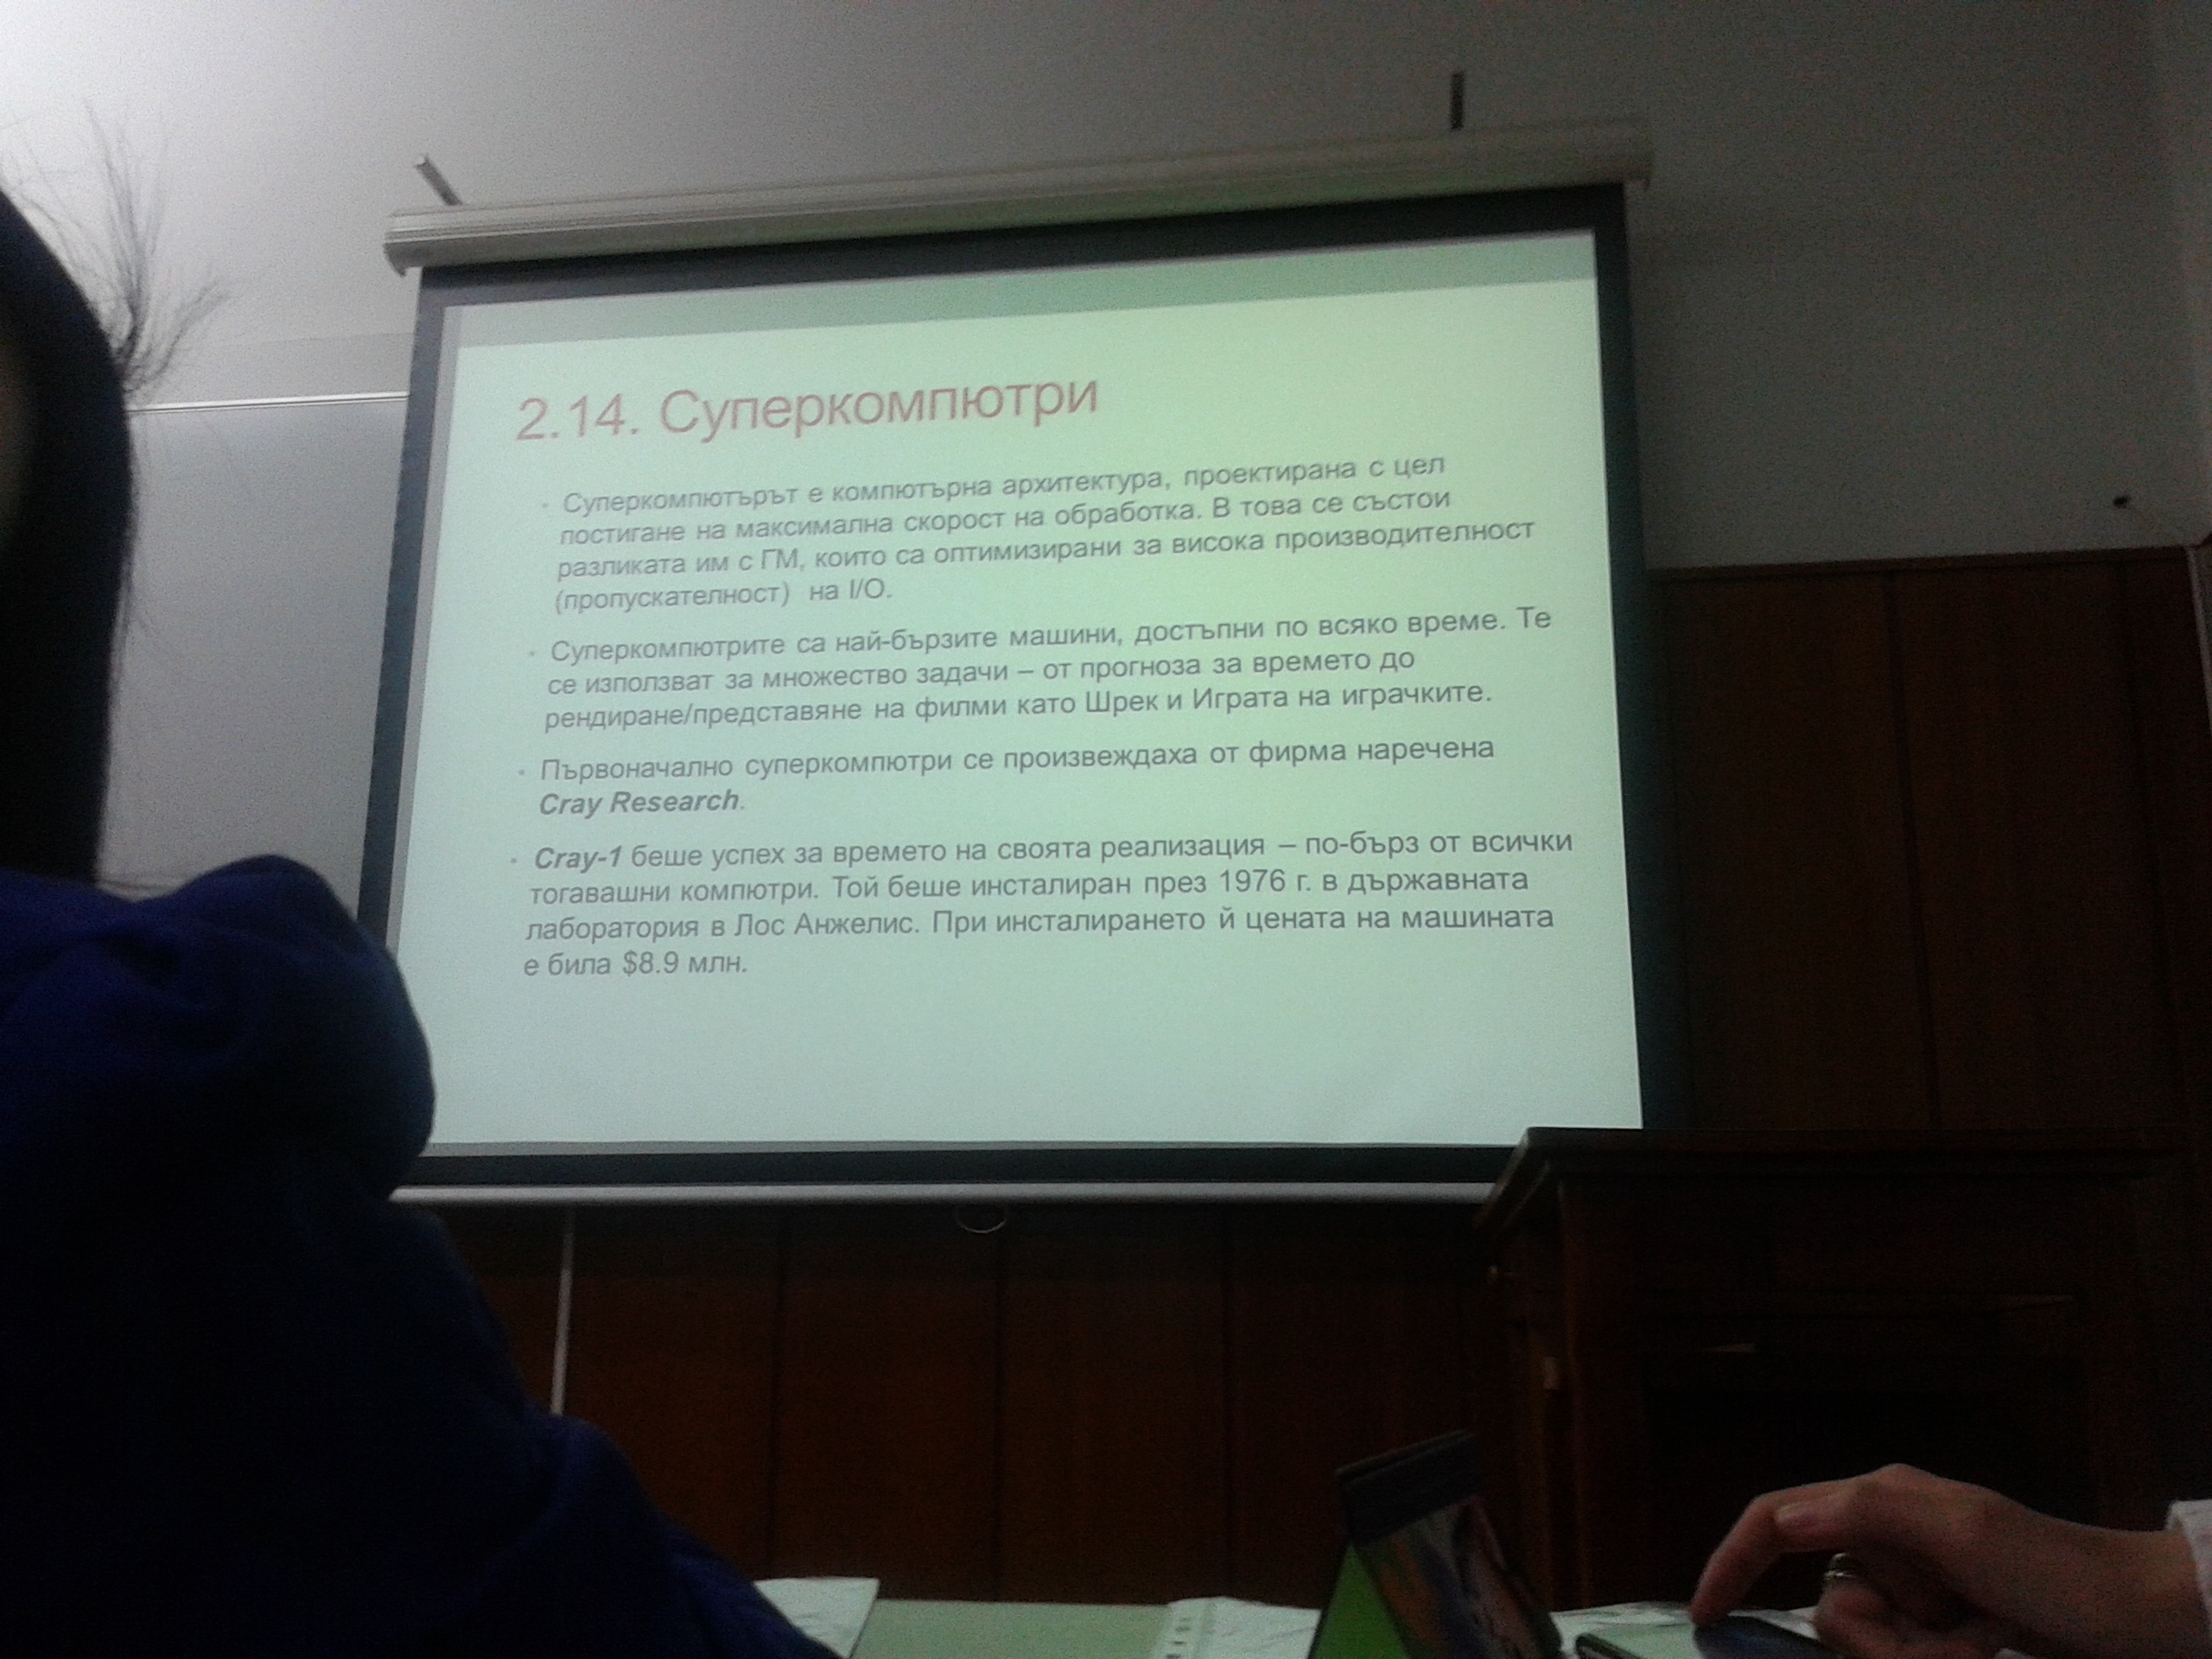 2.14. Суперкомпютри
- Суперкомпютърът е компютърна архитектура, проектирана с цел
постигане на максимална скорост на обработка. В това се състои
разликата им с ГМ, които са оптимизирани за висока производителност
(пропускателност) на I/O.
• Суперкомпютрите са най-бързите машини, достъпни по всяко време. Те
се използват за множество задачи – от прогноза за времето до
рендиране/представяне на филми като Шрек и Играта на играчките.
• Първоначално суперкомпютри се произвеждаха от фирма наречена
Cray Research.
• Cray-1 беше успех за времето на своята реализация – по-бърз от всички
тогавашни компютри. Той беше инсталиран през 1976 г. в държавната
лаборатория в Лос Анжелис. При инсталирането й цената на машината
е била $8.9 млн.